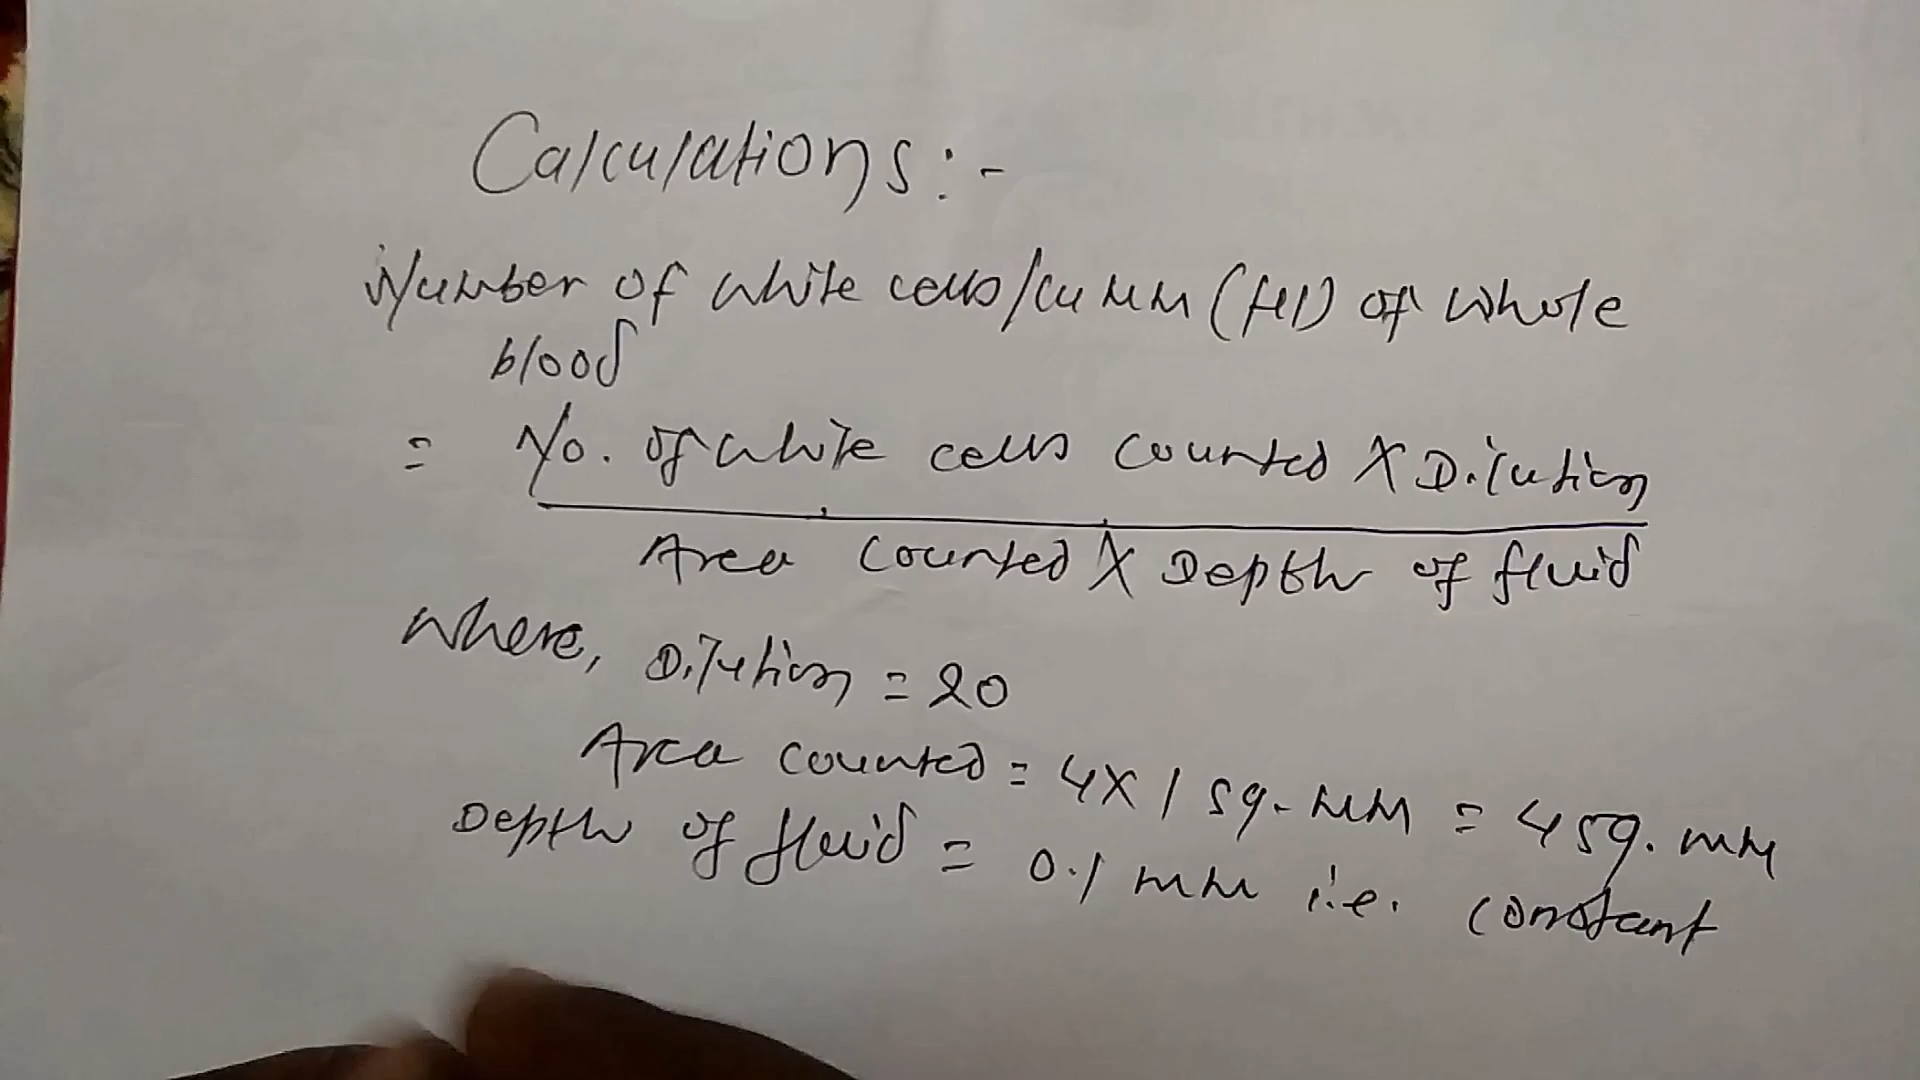 Calculations:-
Number of white cells/cu mm (μl) of whole
blood
= No. of white cells counted X Dilution
Area counted X Depth of fluid
where, Dilution = 20
Area counted = 4X1 sq. mm = 4 sq. mm
Depth of fluid = 0.1 mm i.e. constant